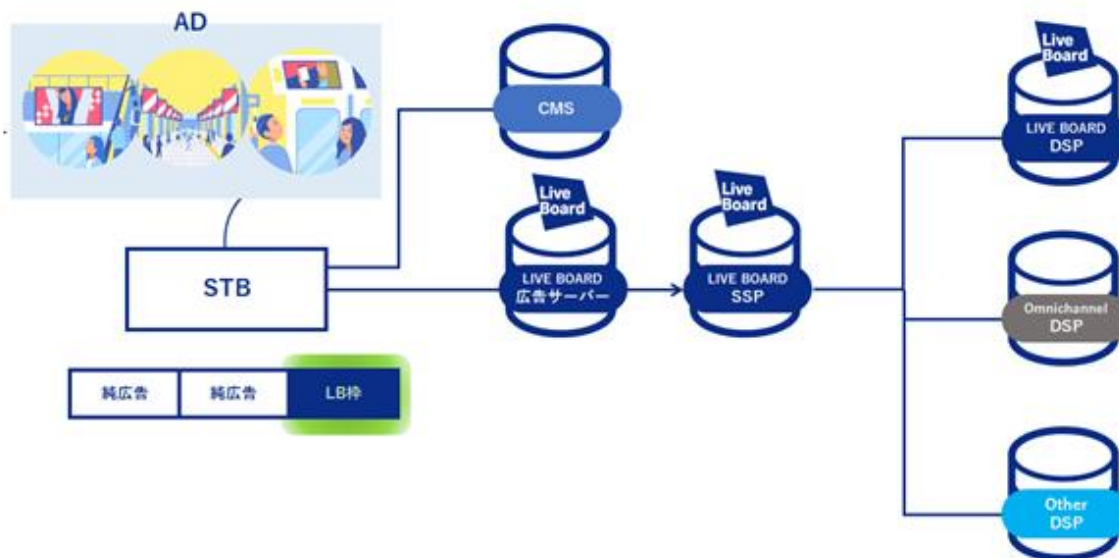 AD
CMS
STB
純広告
純広告
LB枠
Live
Board
LIVE BOARD
広告サーバー
Live
Board
LIVE BOARD
SSP
Live
Board
LIVE BOARD
DSP
Omnichannel
DSP
Other
DSP